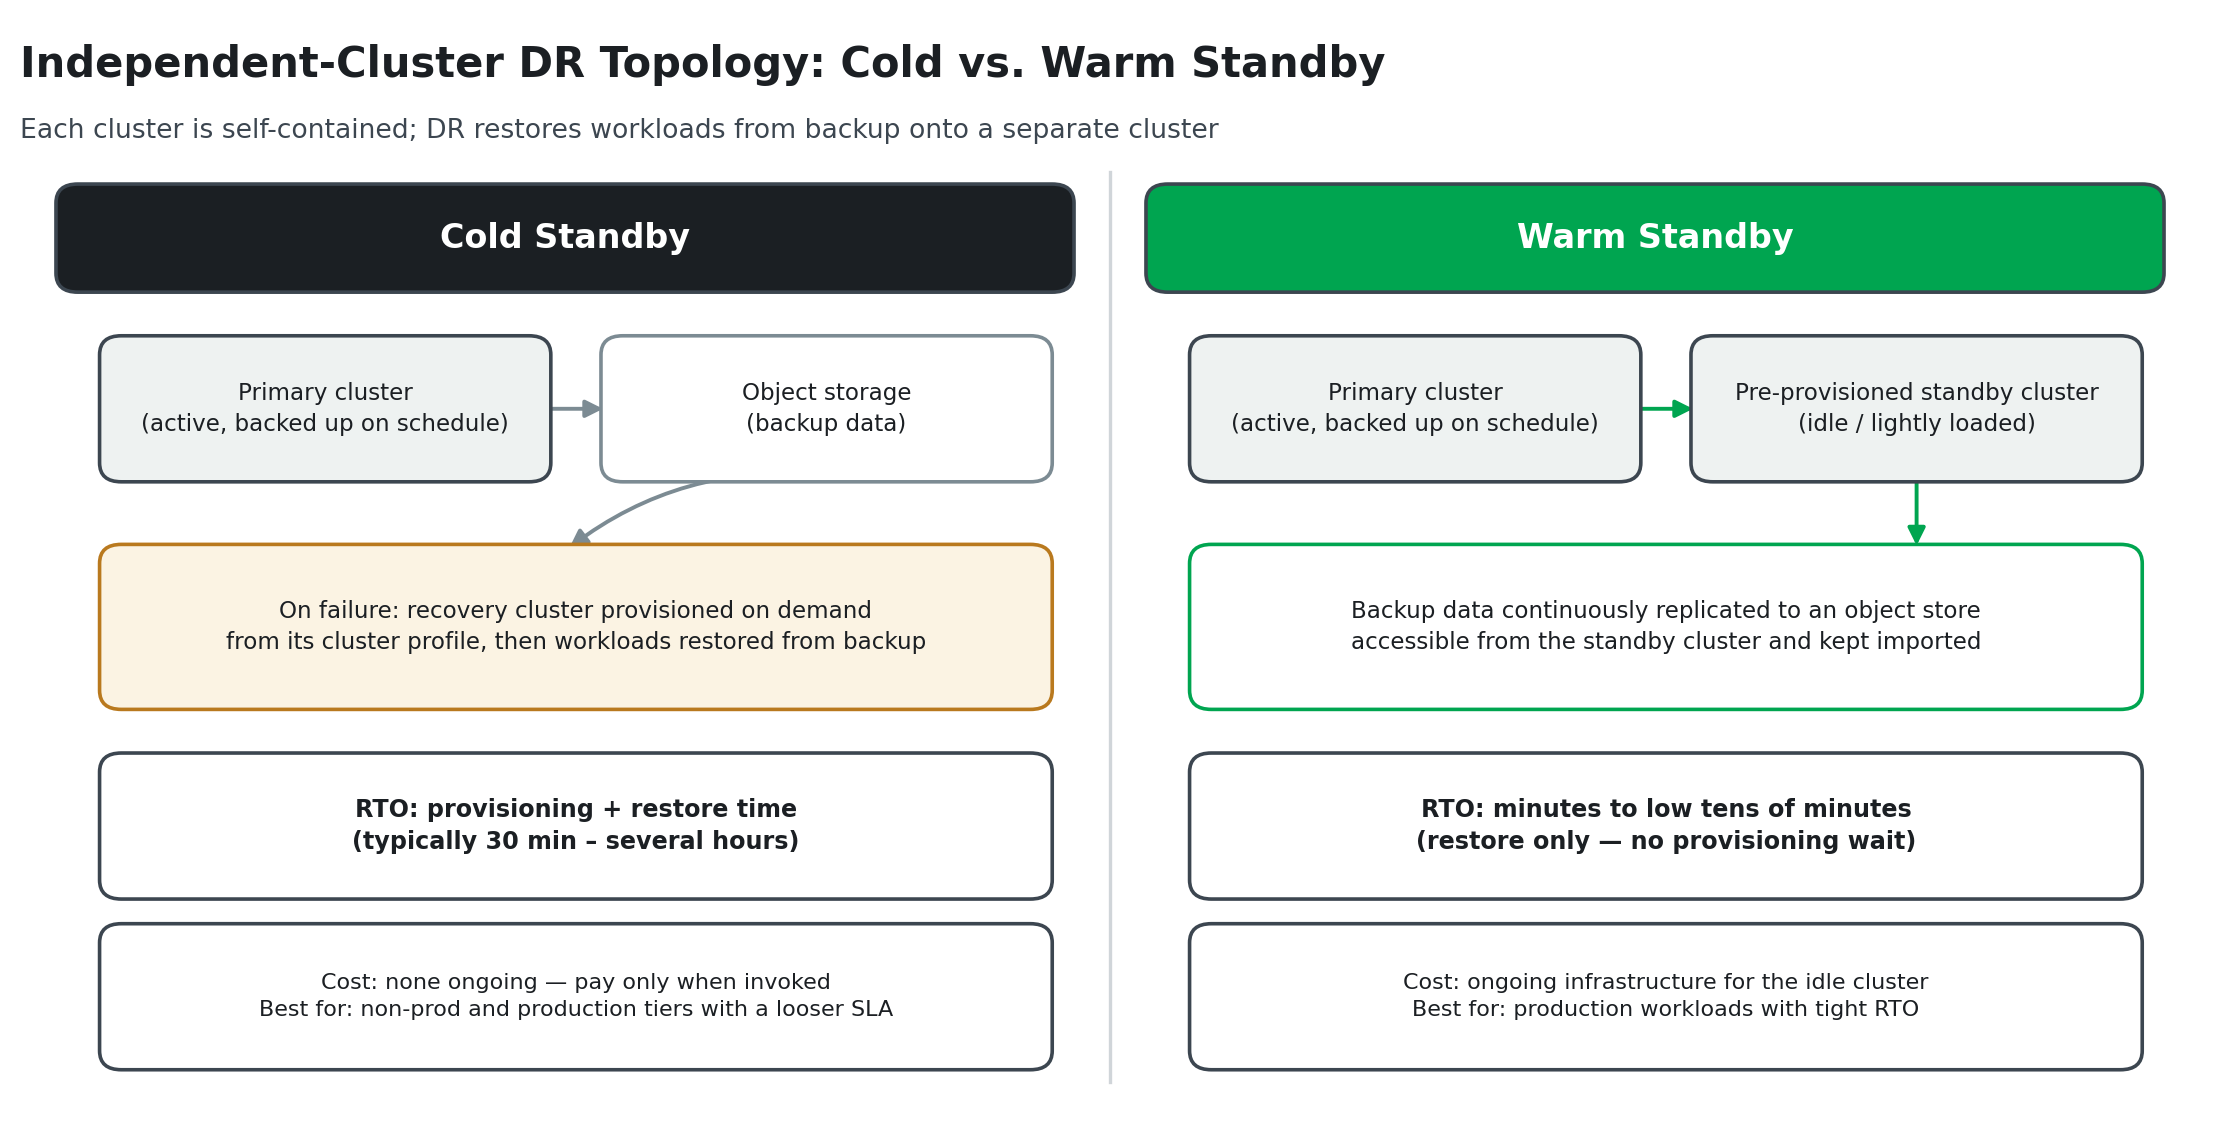 Independent-Cluster DR Topology: Cold vs. Warm Standby
Each cluster is self-contained; DR restores workloads from backup onto a separate cluster
Cold Standby
Primary cluster
(active, backed up on schedule)
Object storage
(backup data)
On failure: recovery cluster provisioned on demand
from its cluster profile, then workloads restored from backup
RTO: provisioning + restore time
(typically 30 min – several hours)
Cost: none ongoing — pay only when invoked
Best for: non-prod and production tiers with a looser SLA
Warm Standby
Primary cluster
(active, backed up on schedule)
Pre-provisioned standby cluster
(idle / lightly loaded)
Backup data continuously replicated to an object store
accessible from the standby cluster and kept imported
RTO: minutes to low tens of minutes
(restore only — no provisioning wait)
Cost: ongoing infrastructure for the idle cluster
Best for: production workloads with tight RTO